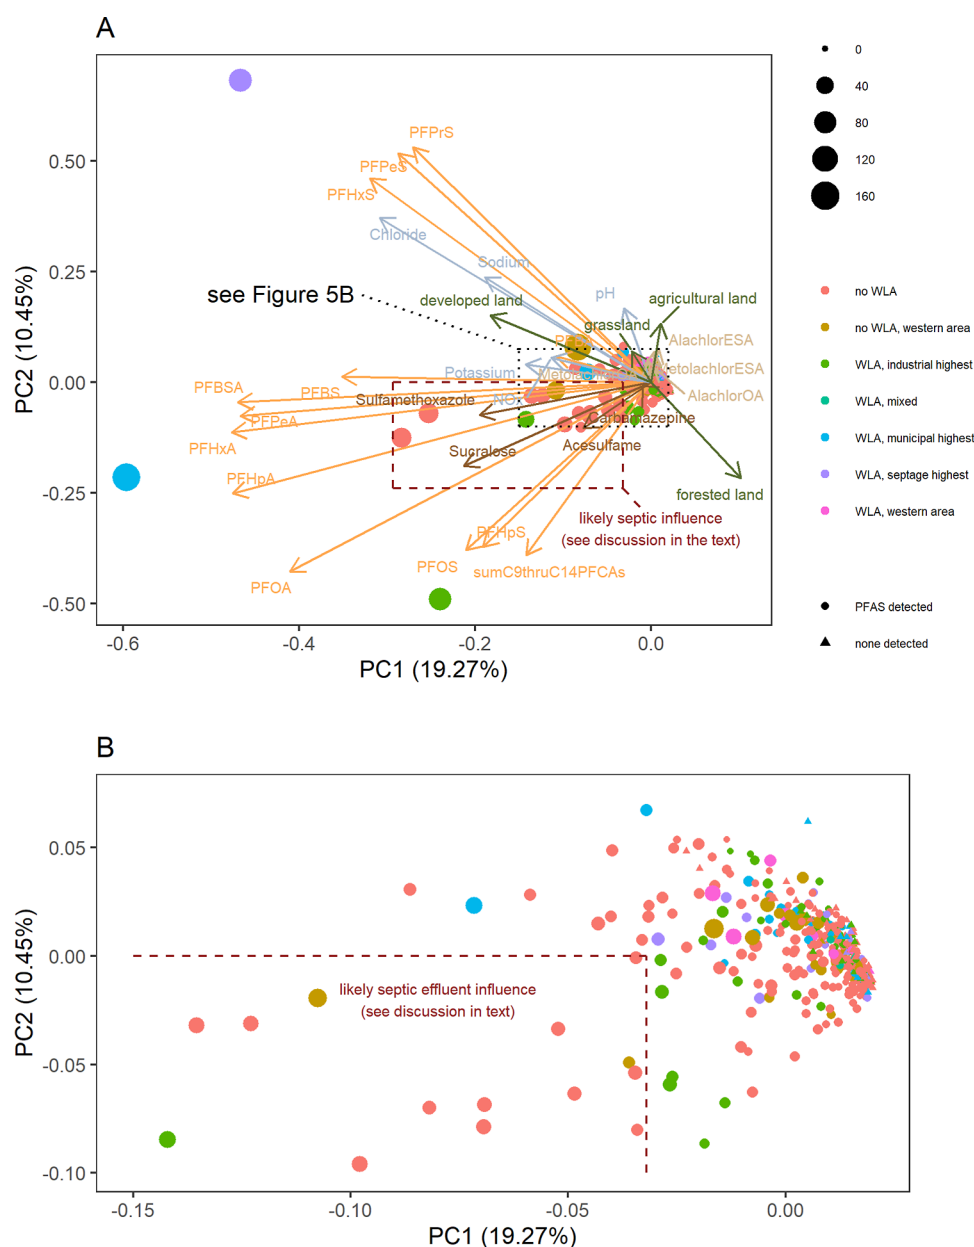 A
PFPrS
PFPeS
PFHxS
Chloride
Sodium
see Figure 5B
developed land
pH
agricultural land
grassland
AlachlorESA
Potassium
MetolachlorESA
PFBSA
PFBS
Sulfamethoxazole
AlachlorOA
PFPeA
Carbamazepine
PFHxA
Acesulfame
Sucralose
PFHpA
forested land
likely septic influence
(see discussion in the text)
PFHpS
PFOS
sumC9thruC14PFCAs
PFOA
0.50
0.25
0.00
-0.25
-0.50
PC2 (10.45%)
-0.6
-0.4
-0.2
0.0
PC1 (19.27%)
0
40
80
120
160
no WLA
no WLA, western area
WLA, industrial highest
WLA, mixed
WLA, municipal highest
WLA, septage highest
WLA, western area
PFAS detected
none detected
B
0.05
0.00
-0.05
-0.10
PC2 (10.45%)
likely septic effluent influence
(see discussion in text)
-0.15
-0.10
-0.05
0.00
PC1 (19.27%)